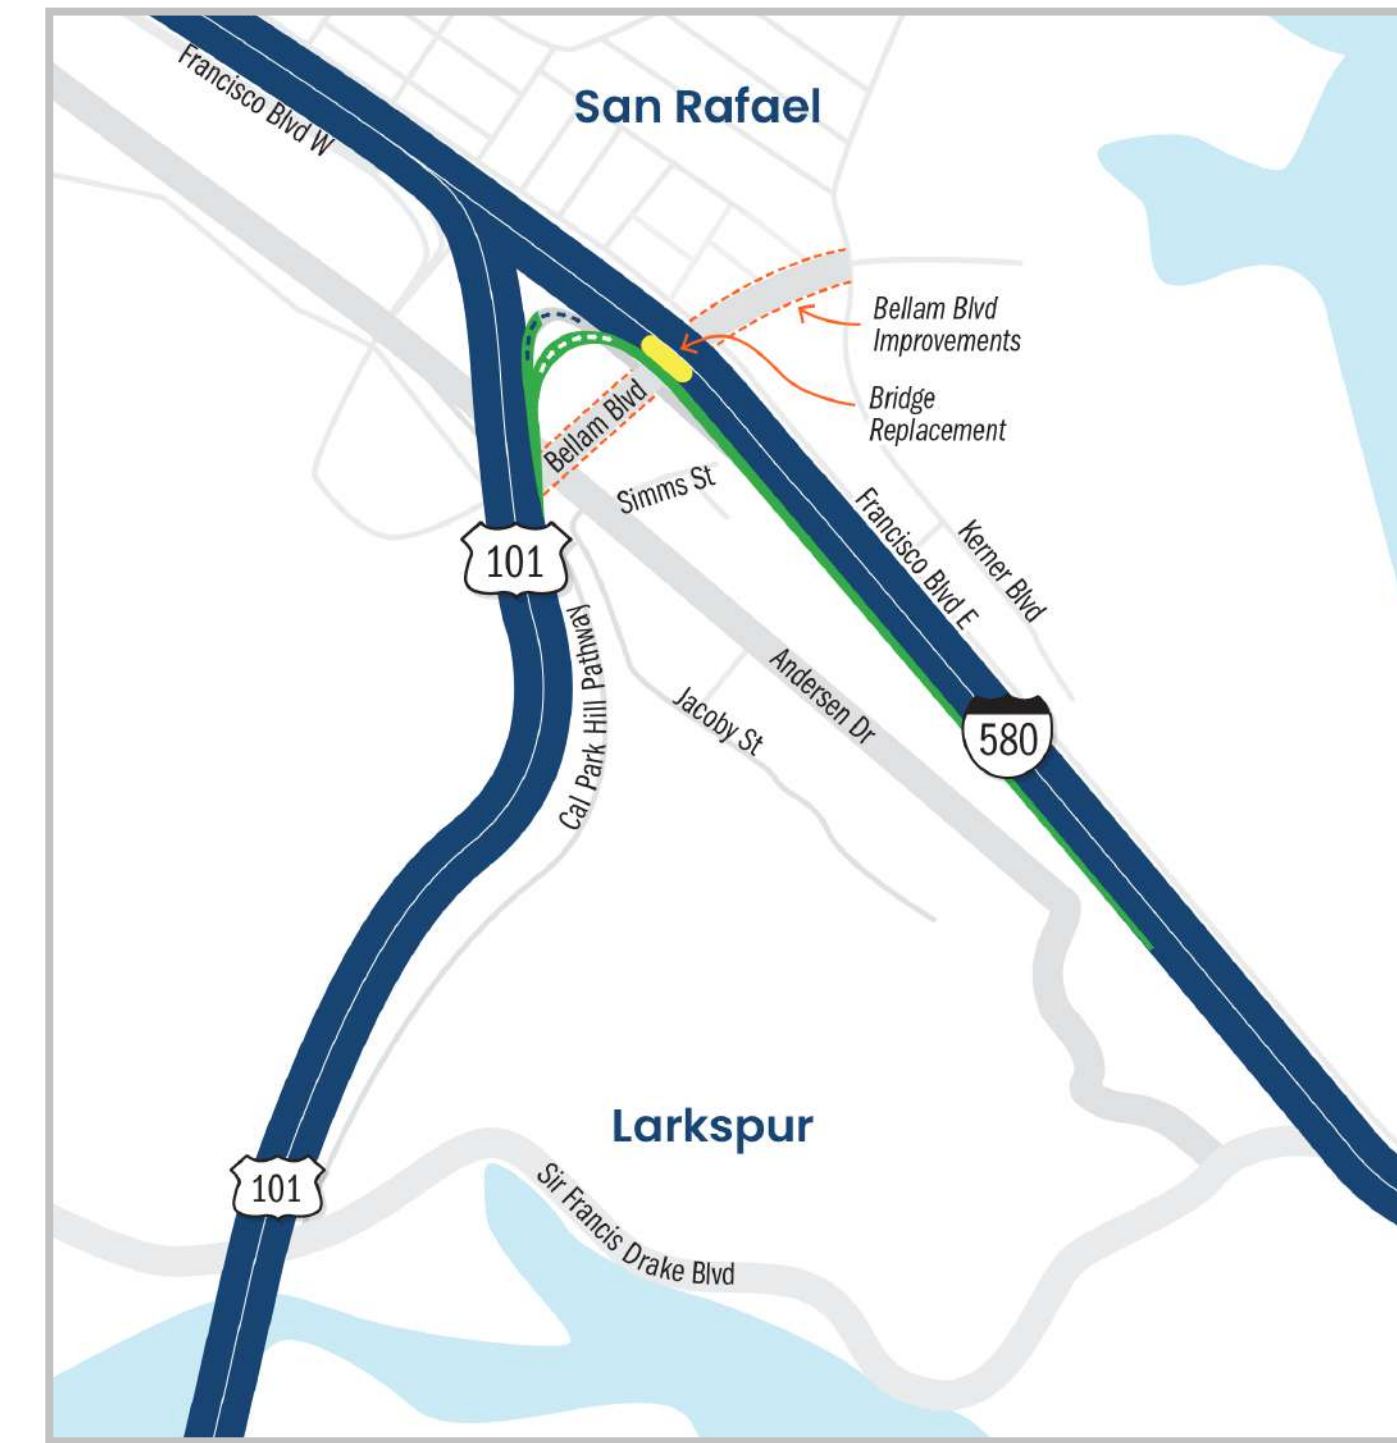 Francisco Blvd W
San Rafael
Bellam Blvd
Improvements
Bridge
Replacement
Bellam Blvd
Simms St
Francisco Blvd E
Kerner Blvd
101
Cal Park Hill Pathway
Jacoby St
Andersen Dr
580
Larkspur
101
Sir Francis Drake Blvd